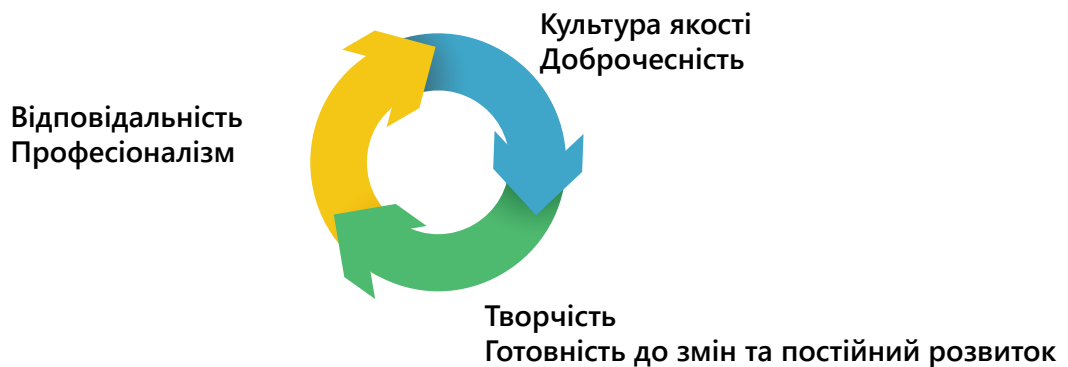 Культура якості
Доброчесність
Відповідальність
Професіоналізм
Творчість
Готовність до змін та постійний розвиток